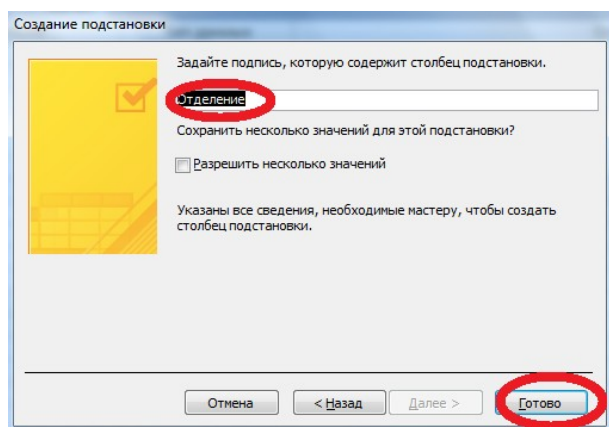 Создание подстановки
Задайте подпись, которую содержит столбец подстановки.
Отделение
Сохранить несколько значений для этой подстановки?
Разрешить несколько значений
Указаны все сведения, необходимые мастеру, чтобы создать
столбец подстановки.
Отмена
< Назад
Далее >
Готово